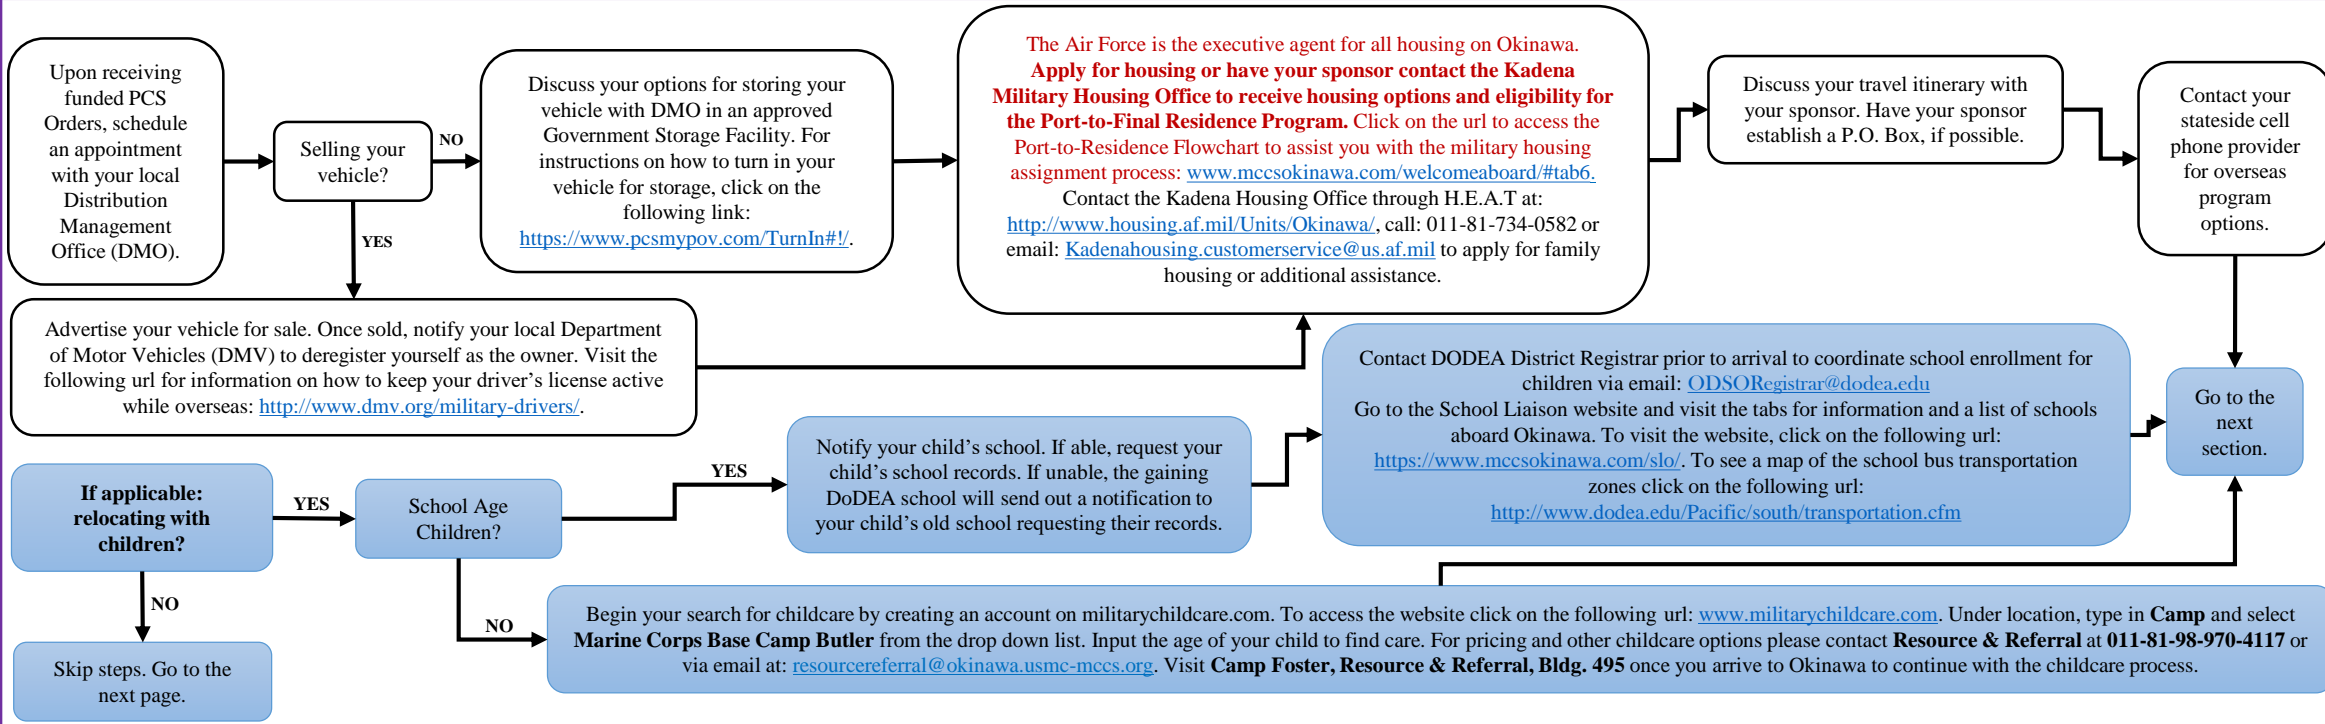 Upon receiving
funded PCS
Orders, schedule
an appointment
with your local
Distribution
Management
Office (DMO).
Selling your
vehicle?
NO
YES
Discuss your options for storing your
vehicle with DMO in an approved
Government Storage Facility. For
instructions on how to turn in your
vehicle for storage, click on the
following link:
https://www.pcsmypov.com/TurnIn#!/.
Advertise your vehicle for sale. Once sold, notify your local Department
of Motor Vehicles (DMV) to deregister yourself as the owner. Visit the
following url for information on how to keep your driver’s license active
while overseas: http://www.dmv.org/military-drivers/.
The Air Force is the executive agent for all housing on Okinawa.
Apply for housing or have your sponsor contact the Kadena
Military Housing Office to receive housing options and eligibility for
the Port-to-Final Residence Program. Click on the url to access the
Port-to-Residence Flowchart to assist you with the military housing
assignment process: www.mccsokinawa.com/welcomeaboard/#tab6.
Contact the Kadena Housing Office through H.E.A.T at:
http://www.housing.af.mil/Units/Okinawa/, call: 011-81-734-0582 or
email: Kadenahousing.customerservice@us.af.mil to apply for family
housing or additional assistance.
Discuss your travel itinerary with
your sponsor. Have your sponsor
establish a P.O. Box, if possible.
Contact your
stateside cell
phone provider
for overseas
program
options.
Go to the
next
section.
If applicable:
relocating with
children?
YES
NO
Skip steps. Go to the
next page.
School Age
Children?
YES
NO
Notify your child’s school. If able, request your
child’s school records. If unable, the gaining
DoDEA school will send out a notification to
your child’s old school requesting their records.
Contact DODEA District Registrar prior to arrival to coordinate school enrollment for
children via email: ODSORegistrar@dodea.edu
Go to the School Liaison website and visit the tabs for information and a list of schools
aboard Okinawa. To visit the website, click on the following url:
https://www.mccsokinawa.com/slo/. To see a map of the school bus transportation
zones click on the following url:
http://www.dodea.edu/Pacific/south/transportation.cfm
Begin your search for childcare by creating an account on militarychildcare.com. To access the website click on the following url: www.militarychildcare.com. Under location, type in Camp and select
Marine Corps Base Camp Butler from the drop down list. Input the age of your child to find care. For pricing and other childcare options please contact Resource & Referral at 011-81-98-970-4117 or
via email at: resourcereferral@okinawa.usmc-mccs.org. Visit Camp Foster, Resource & Referral, Bldg. 495 once you arrive to Okinawa to continue with the childcare process.